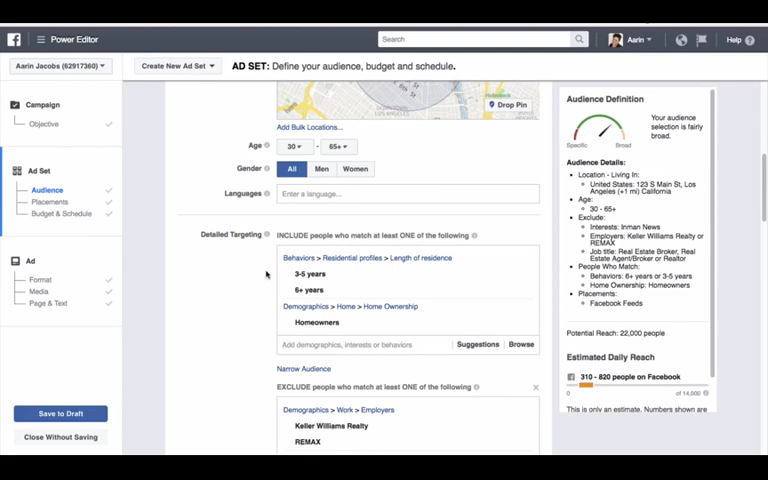 Power Editor
Search
Aarin
Help
Aarin Jacobs (62917360)
Create New Ad Set
AD SET: Define your audience, budget and schedule.
Campaign
Objective
Ad Set
Audience
Placements
Budget & Schedule
Ad
Format
Media
Page & Text
Save to Draft
Close Without Saving
DOWNTOWN
LOS ANGELES
E 6th St
Drop Pin
Add Bulk Locations...
Age
30
-
65+
Gender
All
Men
Women
Languages
Enter a language...
Detailed Targeting
INCLUDE people who match at least ONE of the following
Behaviors > Residential profiles > Length of residence
3-5 years
6+ years
Demographics > Home > Home Ownership
Homeowners
Add demographics, interests or behaviors
Suggestions
Browse
Narrow Audience
EXCLUDE people who match at least ONE of the following
Demographics > Work > Employers
Keller Williams Realty
REMAX
Audience Definition
Your audience
selection is fairly
broad.
Specific
Broad
Audience Details:
Location - Living In:
United States: 123 S Main St, Los
Angeles (+1 mi) California
Age:
30 - 65+
Exclude:
Interests: Inman News
Employers: Keller Williams Realty or
REMAX
Job title: Real Estate Broker, Real
Estate Agent/Broker or Realtor
People Who Match:
Behaviors: 6+ years or 3-5 years
Home Ownership: Homeowners
Placements:
Facebook Feeds
Potential Reach: 22,000 people
Estimated Daily Reach
310 - 820 people on Facebook
0
of 14,000
This is only an estimate. Numbers shown are